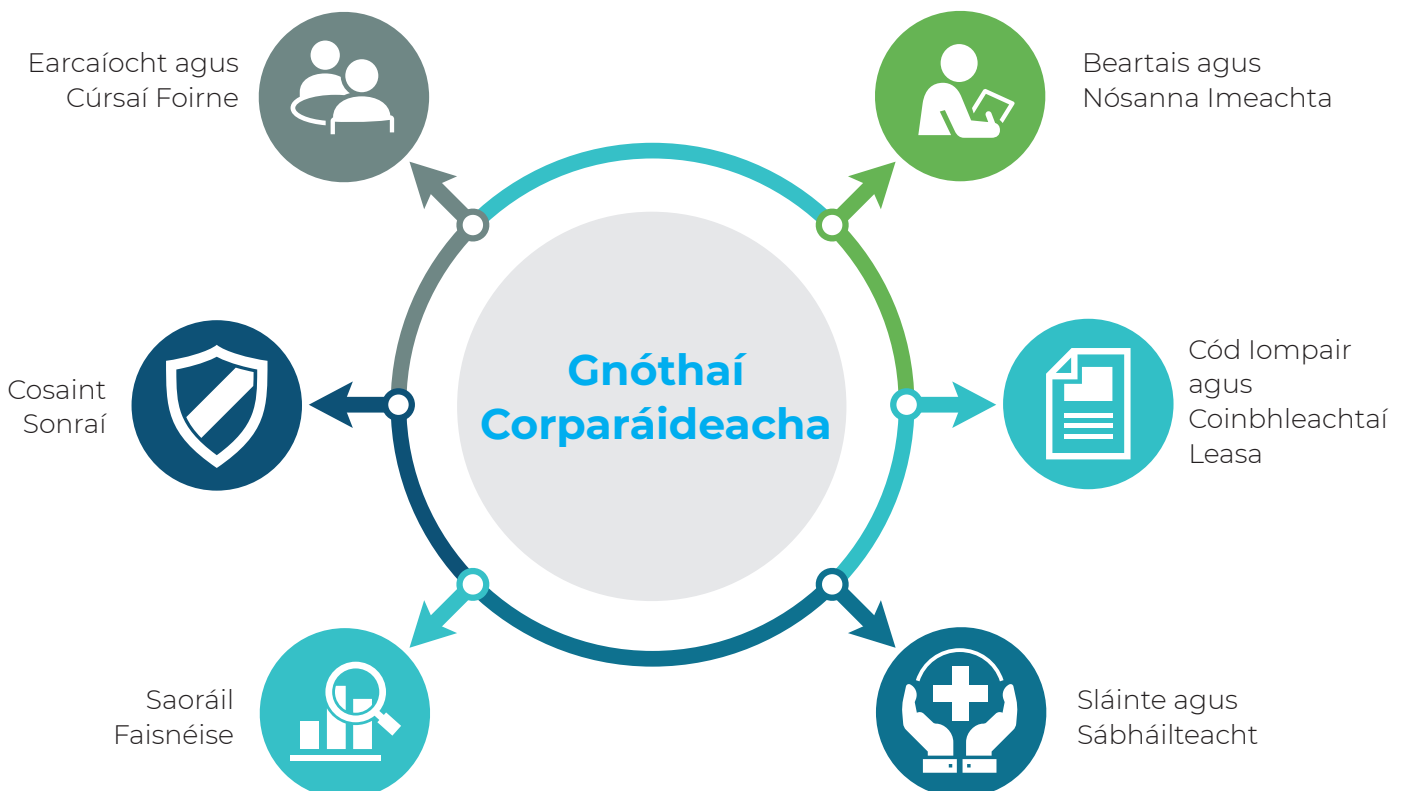 Earcaíocht agus
Cúrsaí Foirne
Beartais agus
Nósanna Imeachta
Cosaint
Sonraí
Gnóthaí
Corparáideacha
Cód Iompair
agus
Coinbhleachtaí
Leasa
Saoráil
Faisnéise
Sláinte agus
Sábháilteacht